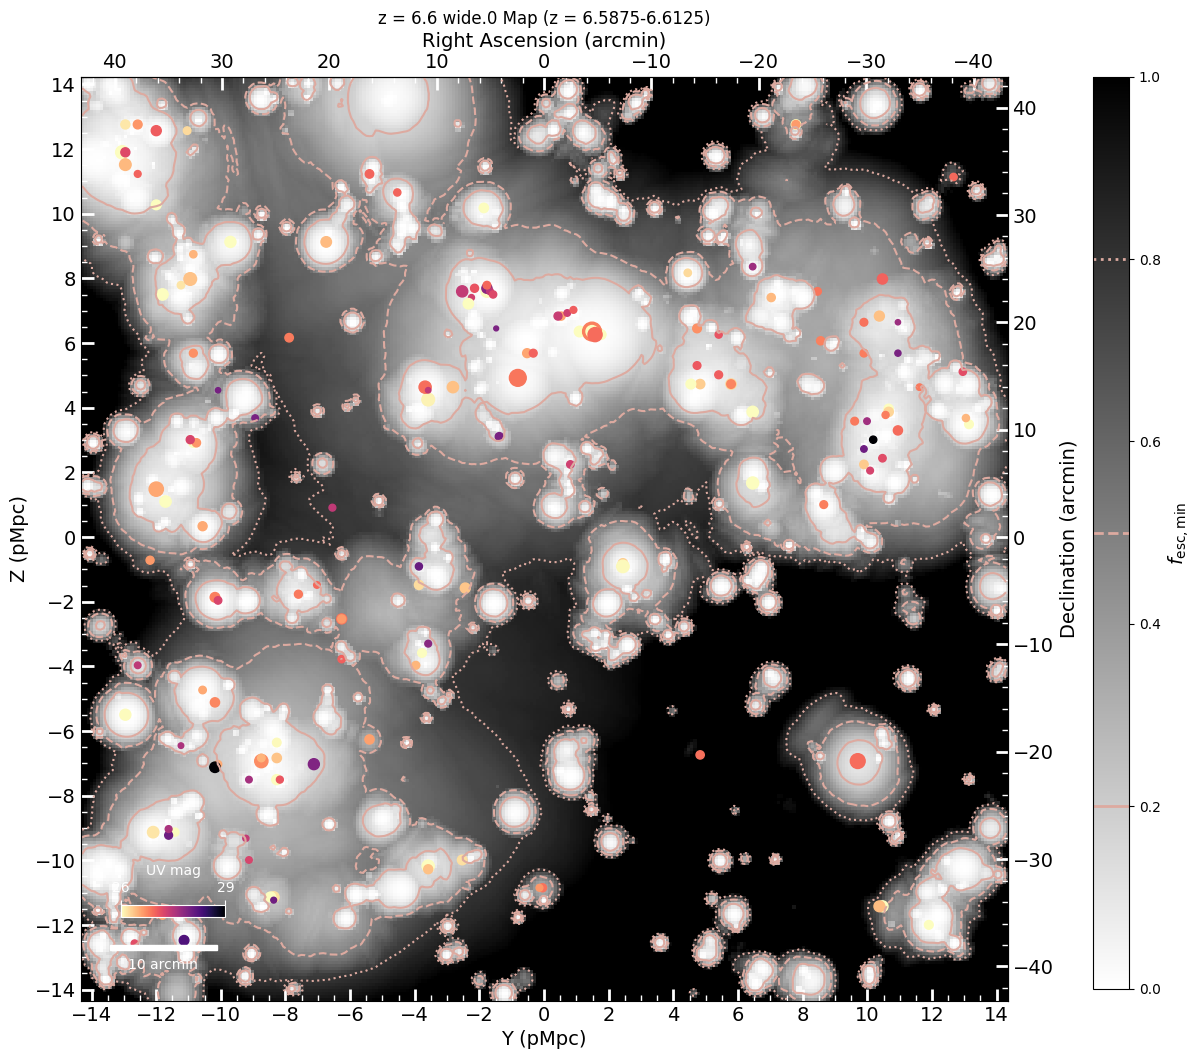 z = 6.6 wide.0 Map (z = 6.5875-6.6125)
Right Ascension (arcmin)
40 30 20 10 0 −10 −20 −30 −40
14 12 10 8 6 4 2 0 −2 −4 −6 −8 −10 −12 −14
Z (pMpc)
UV mag
26 29
10 arcmin
−14 −12 −10 −8 −6 −4 −2 0 2 4 6 8 10 12 14
Y (pMpc)
40 30 20 10 0 −10 −20 −30 −40
Declination (arcmin)
1.0 0.8 0.6 0.4 0.2 0.0
fesc,min